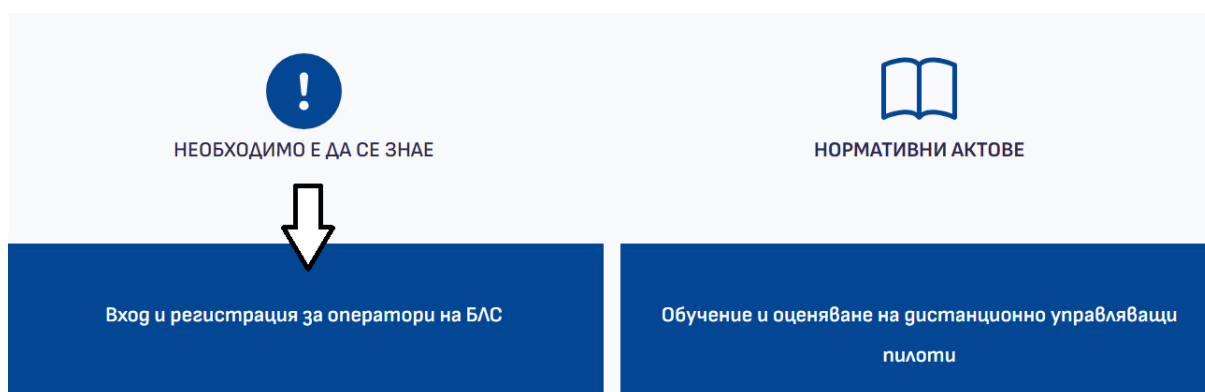 НЕОБХОДИМО Е ДА СЕ ЗНАЕ
НОРМАТИВНИ АКТОВЕ
Вход и регистрация за оператори на БЛС
Обучение и оценяване на дистанционно управляващи
пилоти